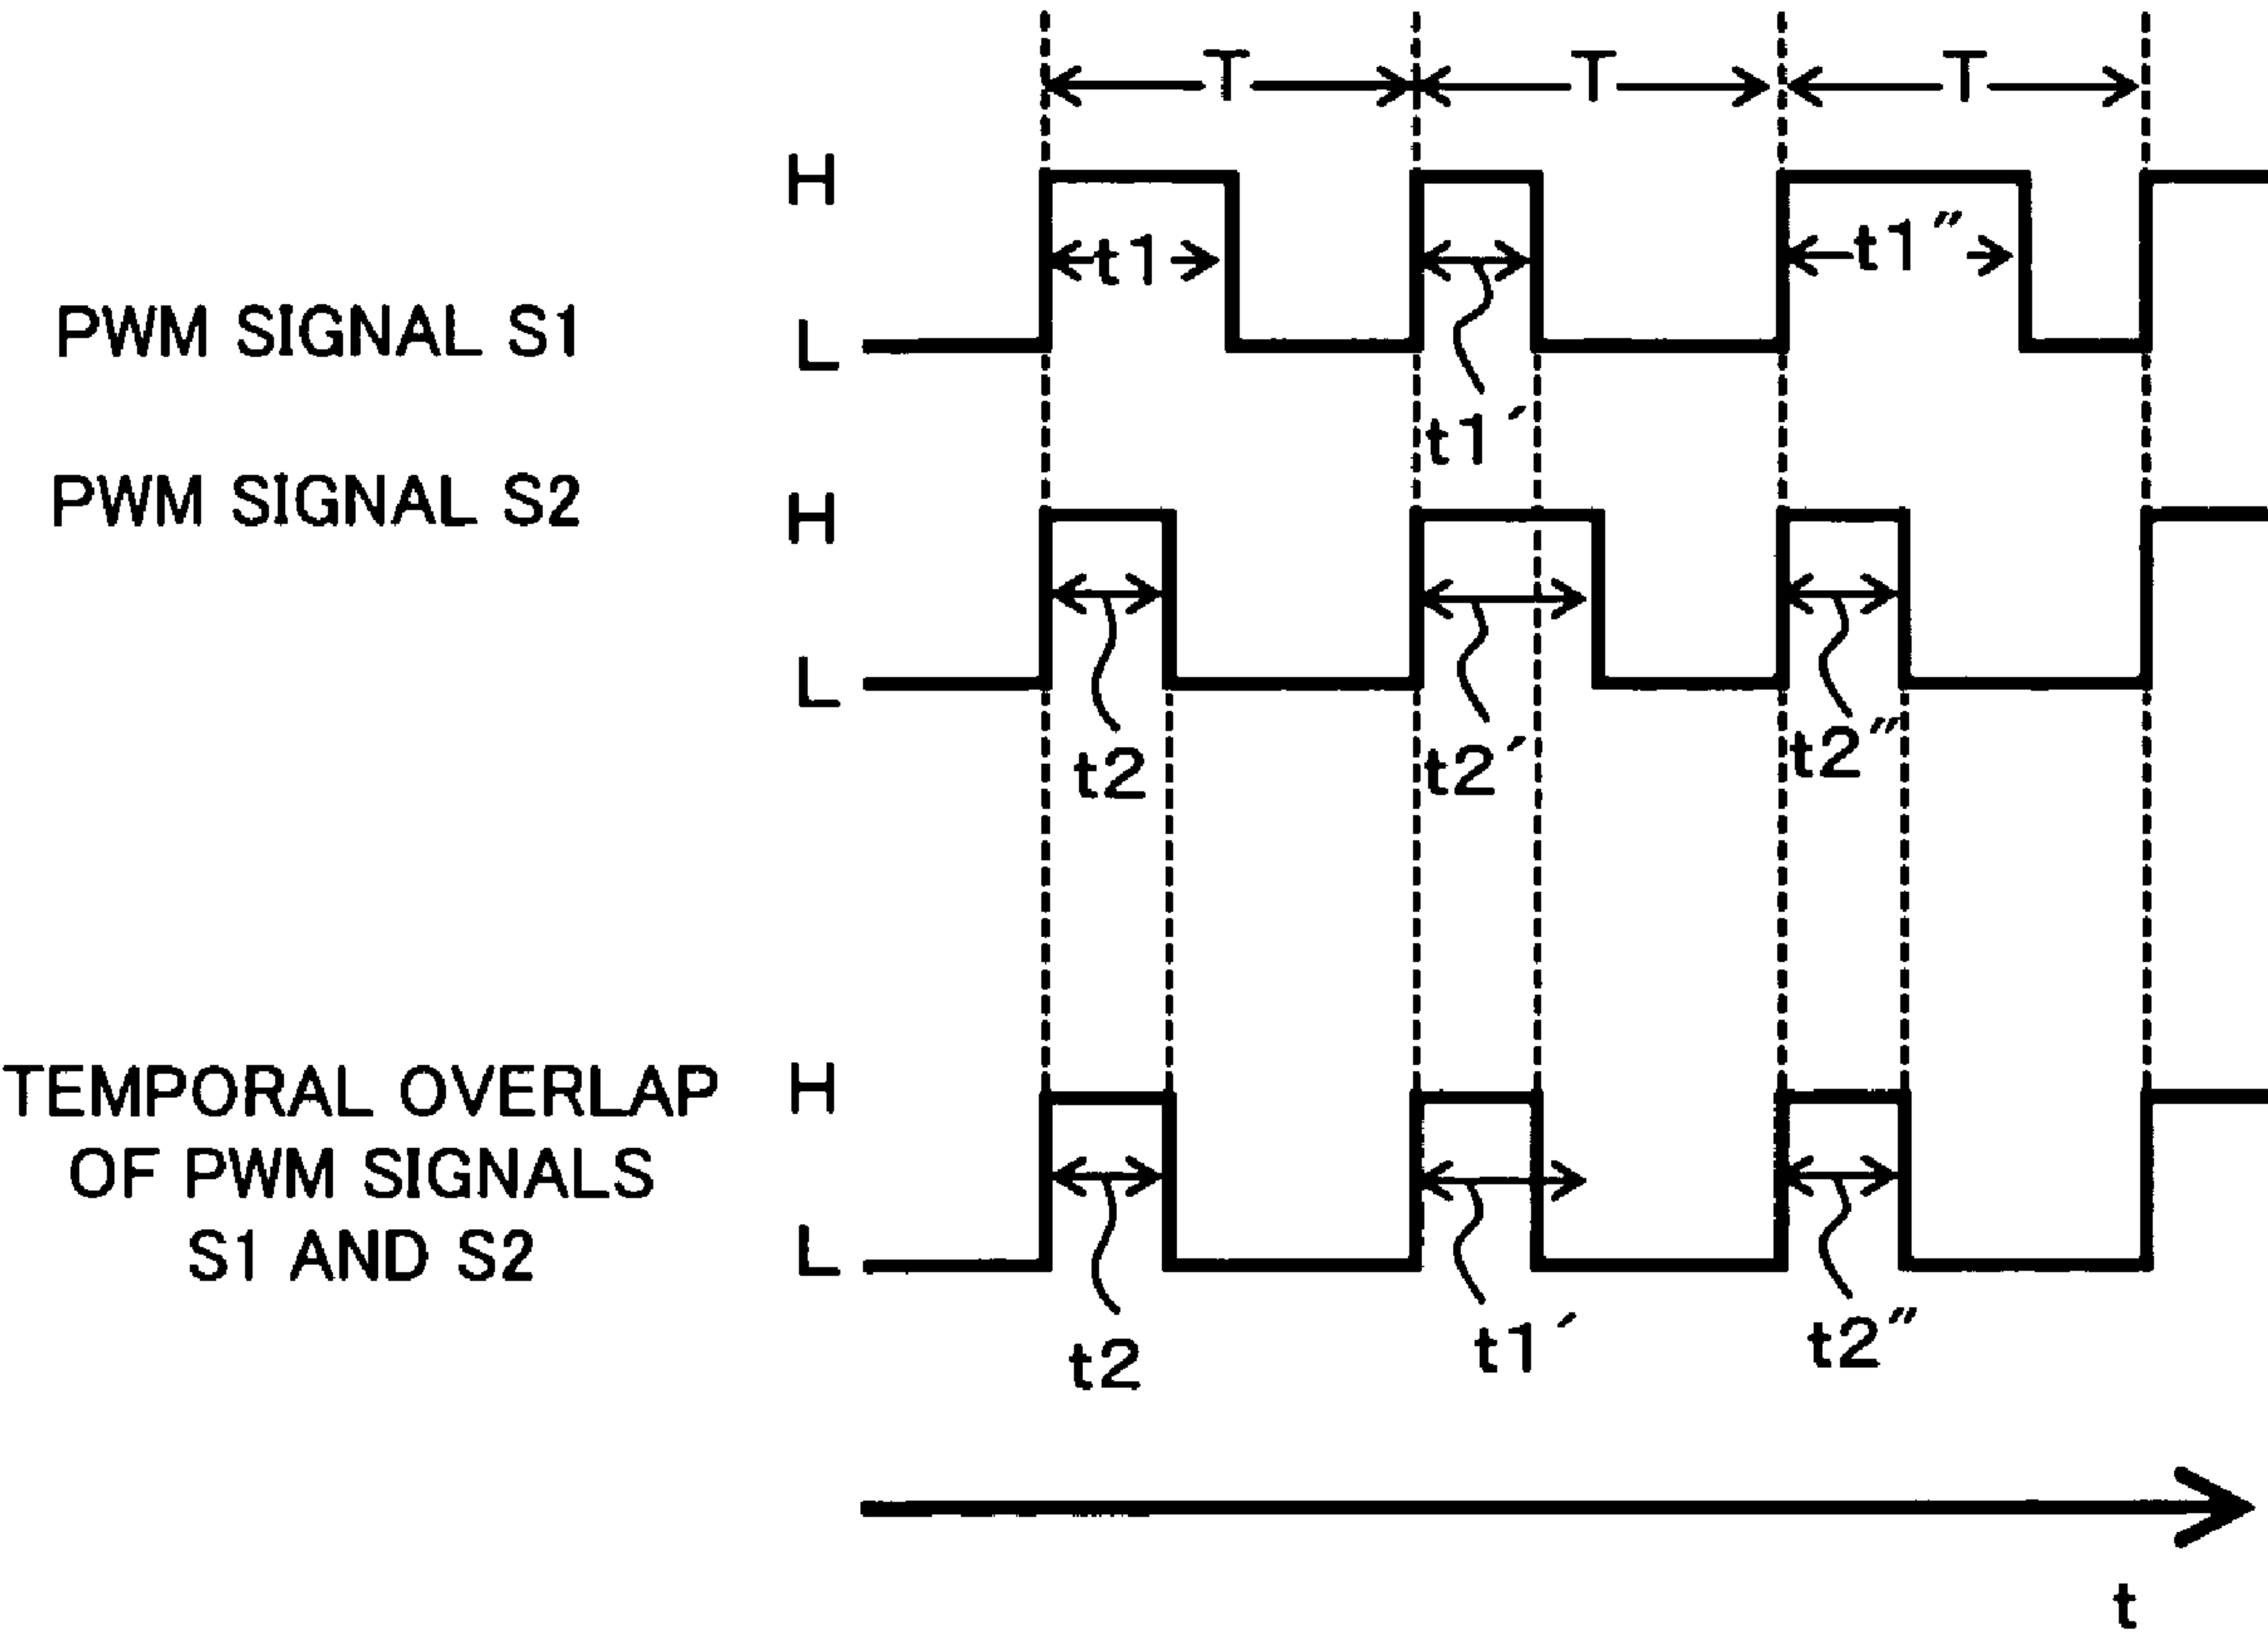 T T T
H
t1 t1″
PWM SIGNAL S1 L
t1′
PWM SIGNAL S2 H
L
t2 t2′ t2″
TEMPORAL OVERLAP H
OF PWM SIGNALS
S1 AND S2 L
t2 t1′ t2″
t